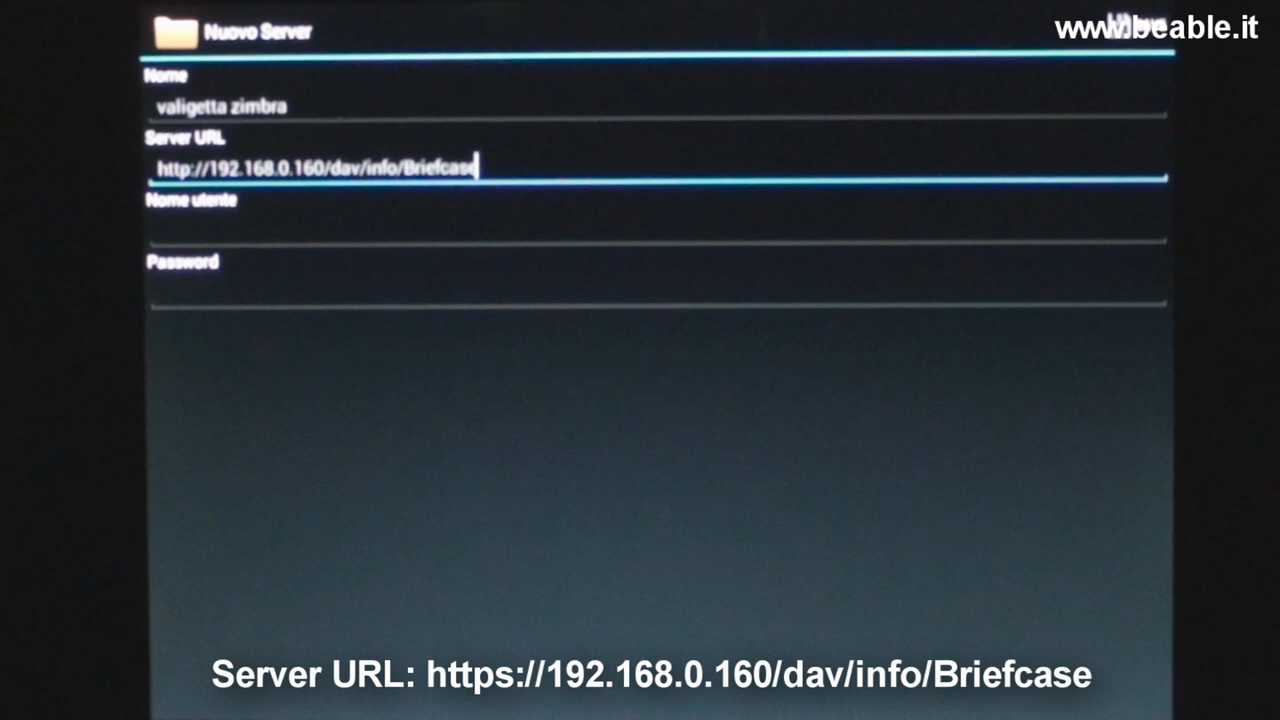 Nuovo Server
www.beable.it
Nome
valigetta zimbra
Server URL
http://192.168.0.160/dav/info/Briefcase
Nome utente
Password
Server URL: https://192.168.0.160/dav/info/Briefcase